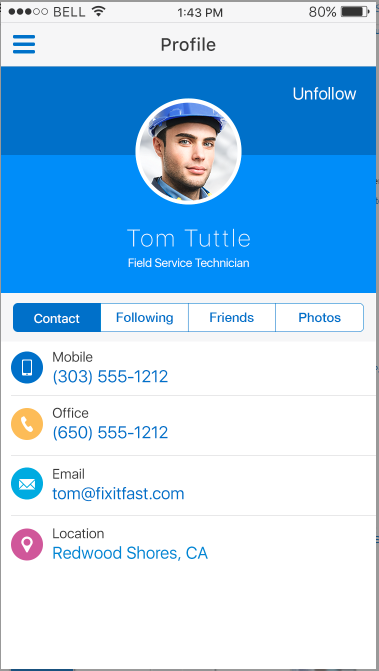 BELL 1:43 PM 80%
Profile
Unfollow
Tom Tuttle
Field Service Technician
Contact Following Friends Photos
Mobile
(303) 555-1212
Office
(650) 555-1212
Email
tom@fixitfast.com
Location
Redwood Shores, CA